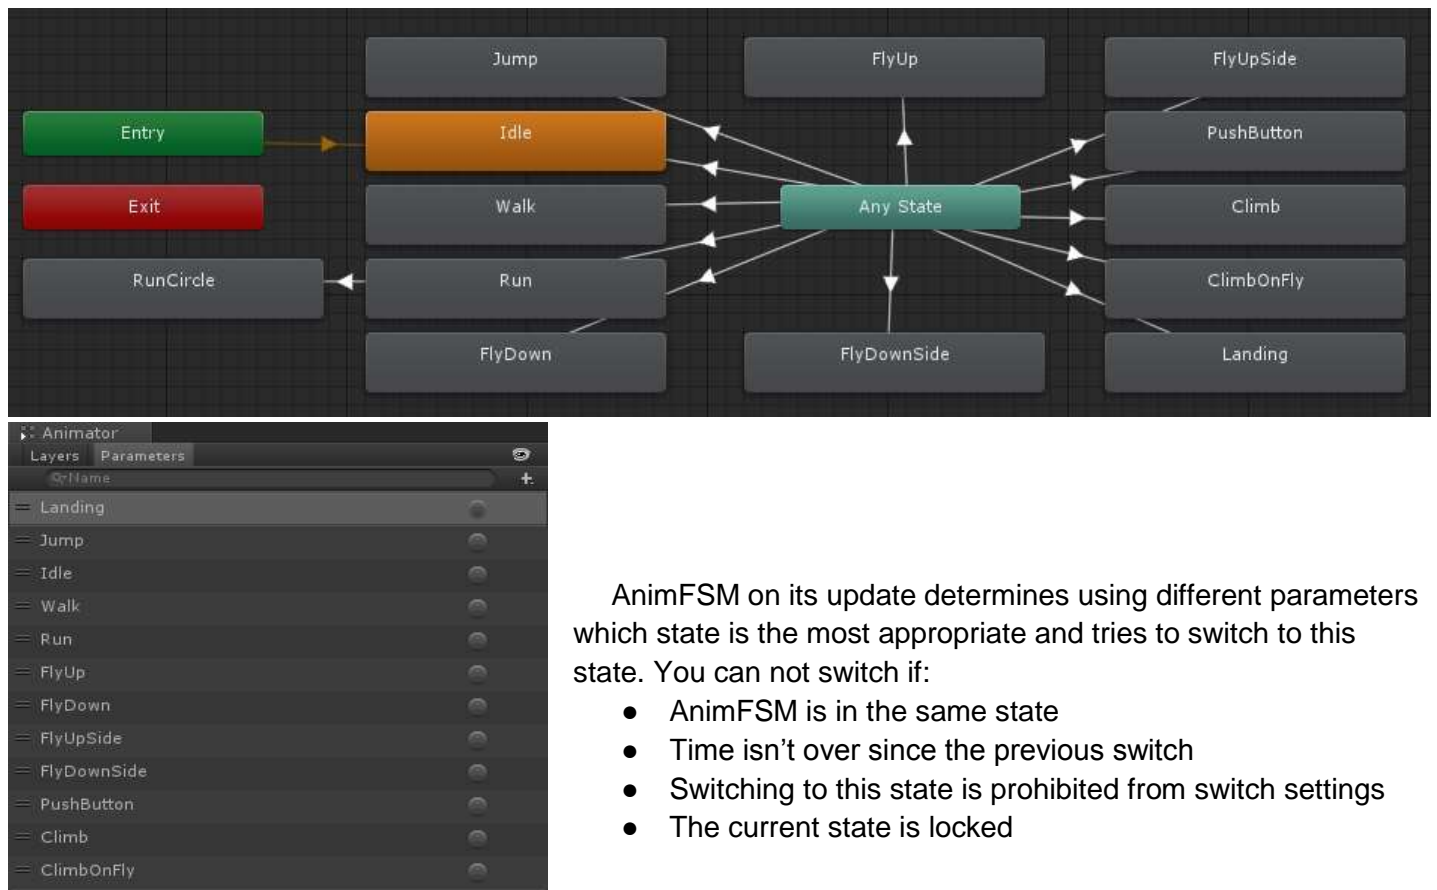 Jump
FlyUp
FlyUpSide
Entry
Idle
PushButton
Exit
Walk
Any State
Climb
RunCircle
Run
ClimbOnFly
FlyDown
FlyDownSide
Landing
Animator
Layers Parameters
Name
Landing
Jump
Idle
Walk
Run
FlyUp
FlyDown
FlyUpSide
FlyDownSide
PushButton
Climb
ClimbOnFly
AnimFSM on its update determines using different parameters
which state is the most appropriate and tries to switch to this
state. You can not switch if:
● AnimFSM is in the same state
● Time isn’t over since the previous switch
● Switching to this state is prohibited from switch settings
● The current state is locked